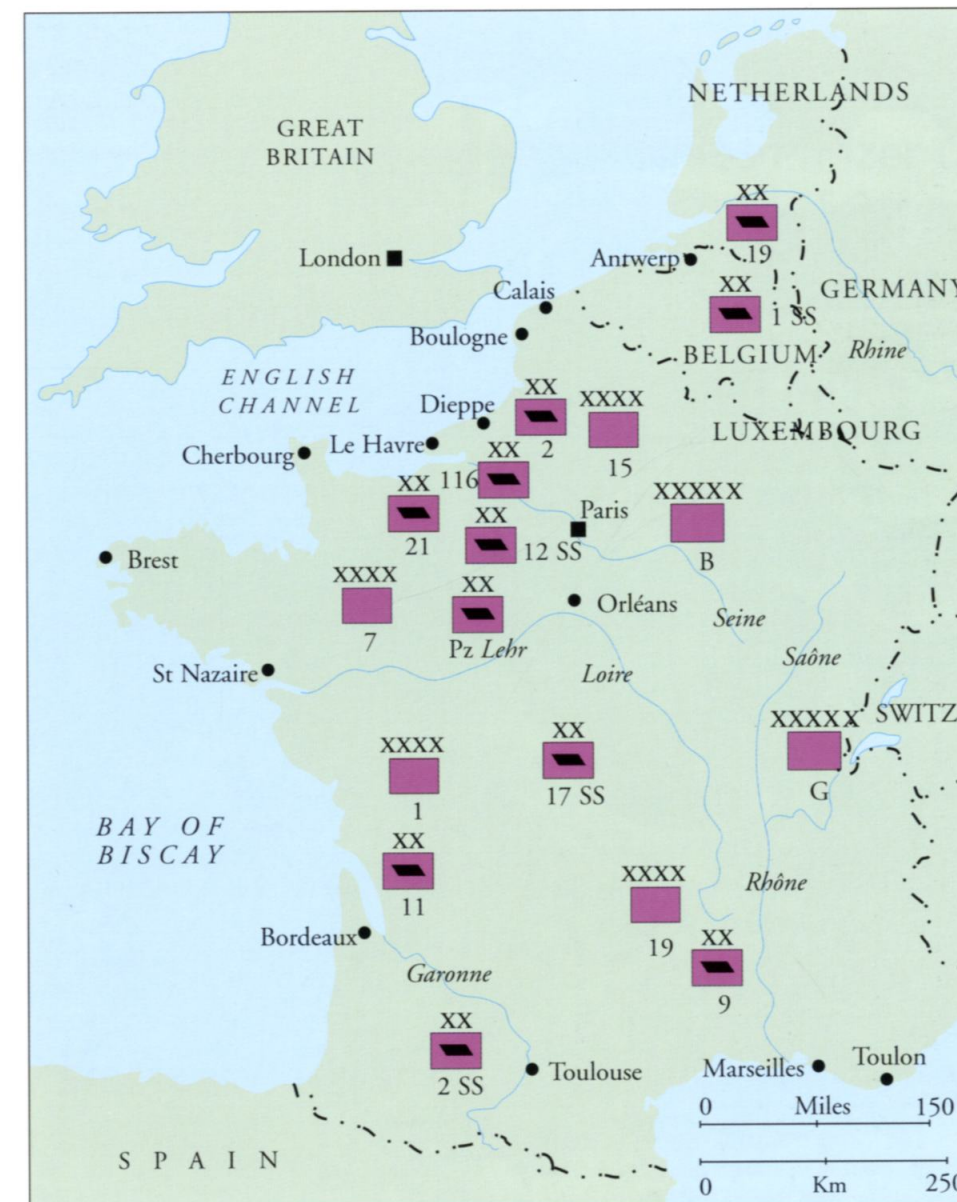 NETHERLANDS
GREAT
BRITAIN
XX
19
London
Antwerp
XX
1 SS
GERMANY
Calais
Boulogne
BELGIUM
Rhine
ENGLISH
CHANNEL
Dieppe
XX
2
XXXX
15
LUXEMBOURG
Cherbourg
Le Havre
XX
116
XX
21
XXXXX
B
Paris
XX
12 SS
Brest
XXXX
7
XX
Pz Lehr
Orléans
Seine
St Nazaire
Loire
Saône
XXXXX
G
SWITZ
XXXX
1
XX
17 SS
BAY OF
BISCAY
XX
11
XXXX
19
Rhône
Bordeaux
XX
9
Garonne
XX
2 SS
Toulouse
Marseilles
Toulon
0 Miles 150
SPAIN
0 Km 250